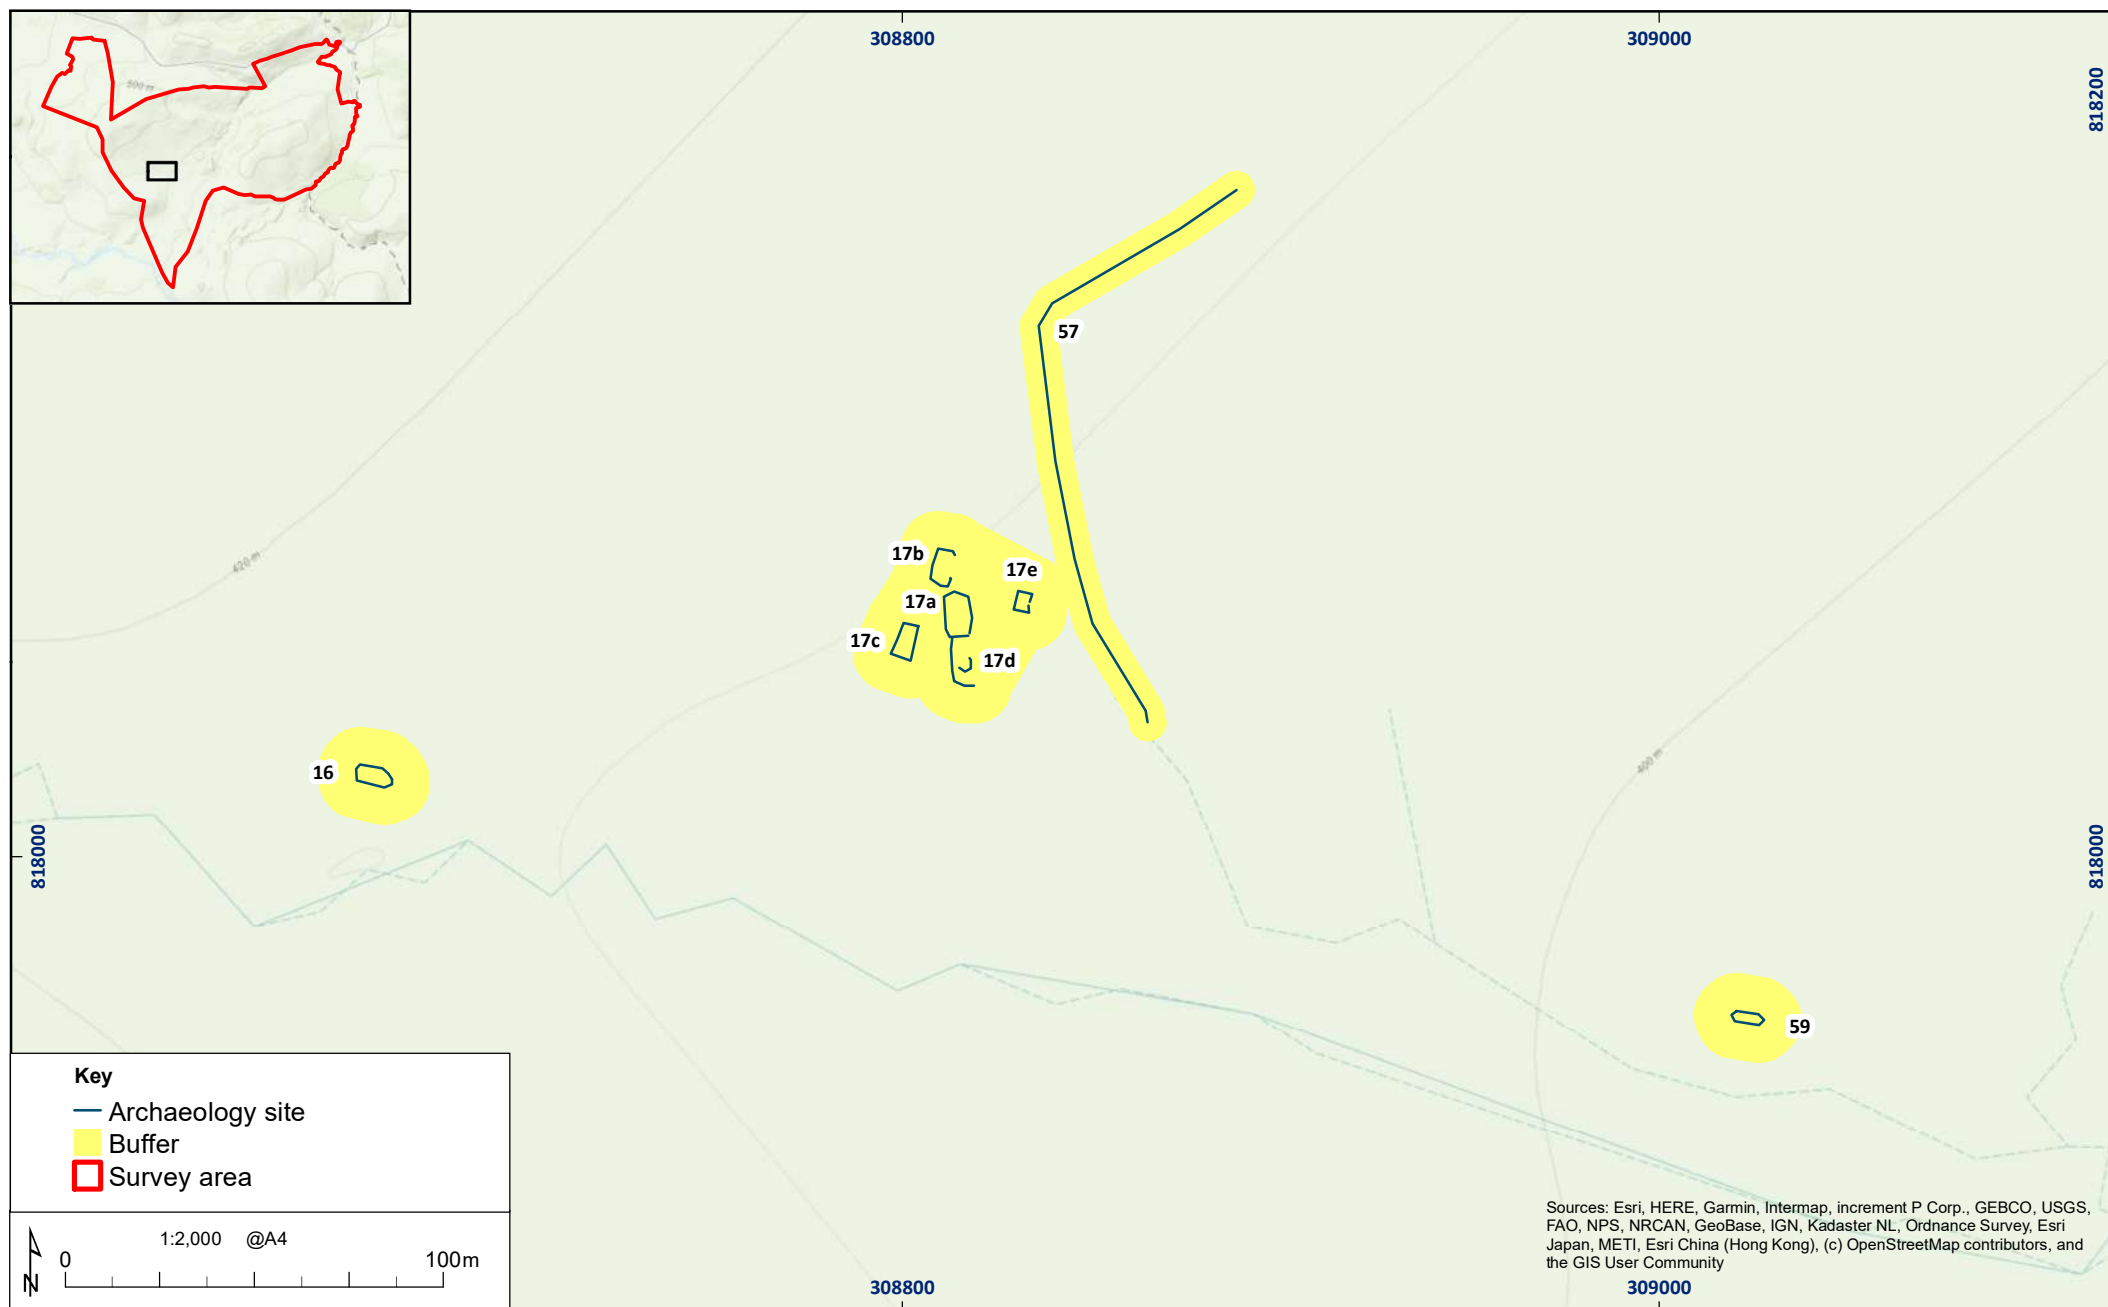 308800
309000
818200
500 m
57
420 m
17b
17e
17a
17c
17d
16
400 m
818000
818000
59
Key
Archaeology site
Buffer
Survey area
1:2,000 @A4
0
100m
N
Sources: Esri, HERE, Garmin, Intermap, increment P Corp., GEBCO, USGS,
FAO, NPS, NRCAN, GeoBase, IGN, Kadaster NL, Ordnance Survey, Esri
Japan, METI, Esri China (Hong Kong), (c) OpenStreetMap contributors, and
the GIS User Community
308800
309000